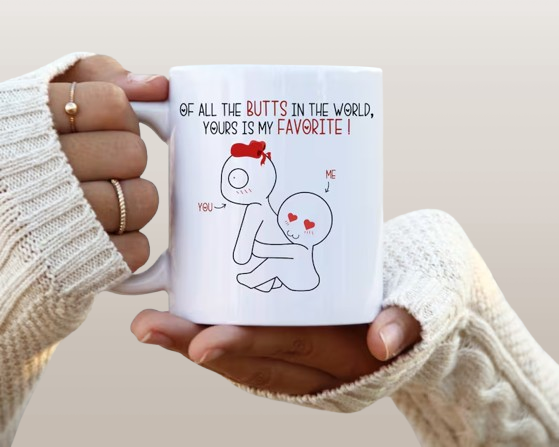 OF ALL THE BUTTS IN THE WORLD,
YOURS IS MY FAVORITE !
ME
YOU